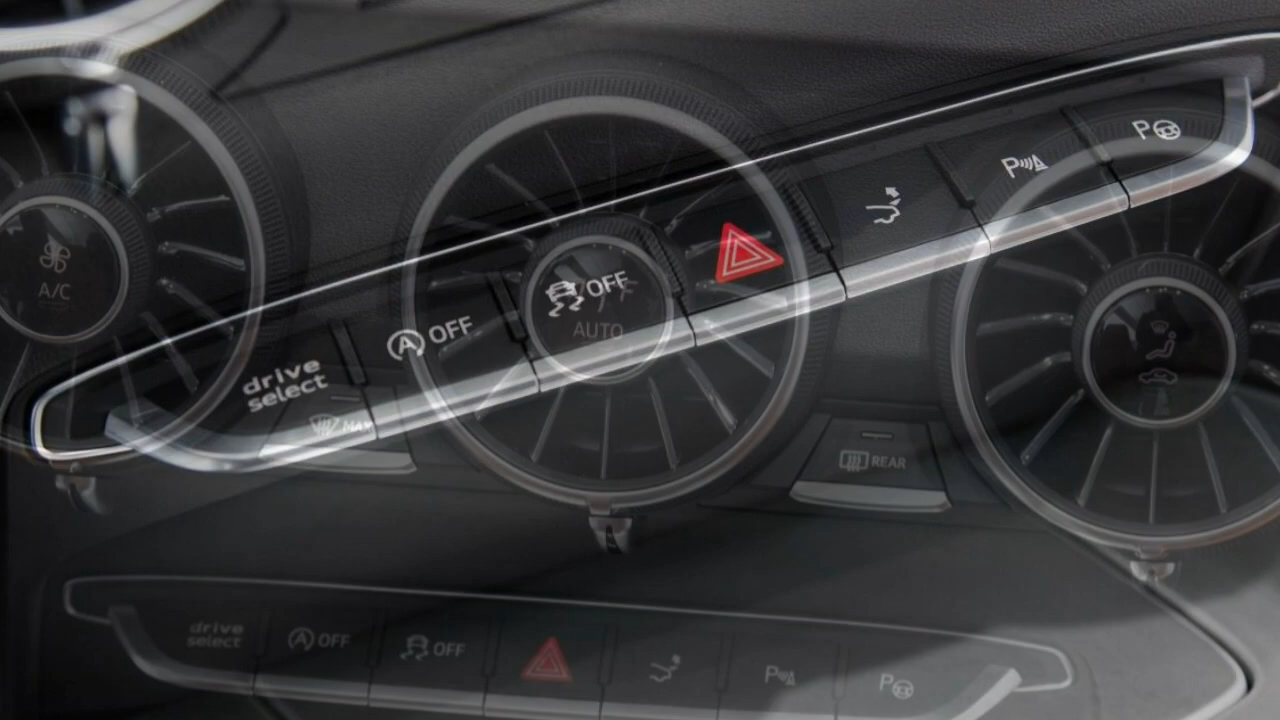 A/C
drive
select
MAX
A OFF
OFF
AUTO
P
P
REAR
drive
select
A OFF
OFF
P
P